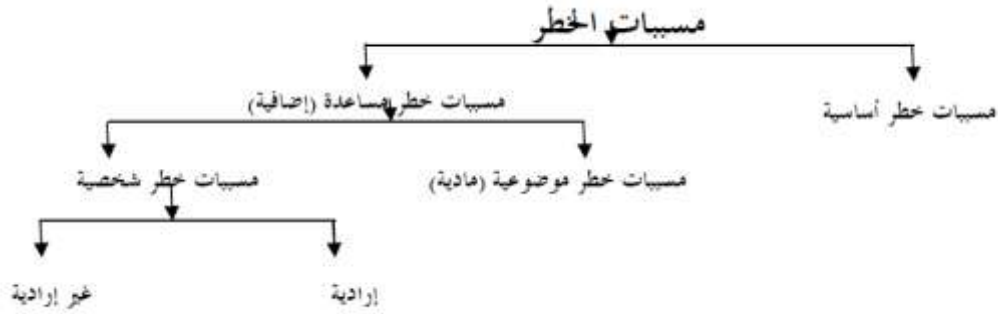 مسببات الخطر
مسببات خطر أساسية
مسببات خطر مساعدة (إضافية)
مسببات خطر موضوعية (مادية)
مسببات خطر شخصية
إرادية
غير إرادية